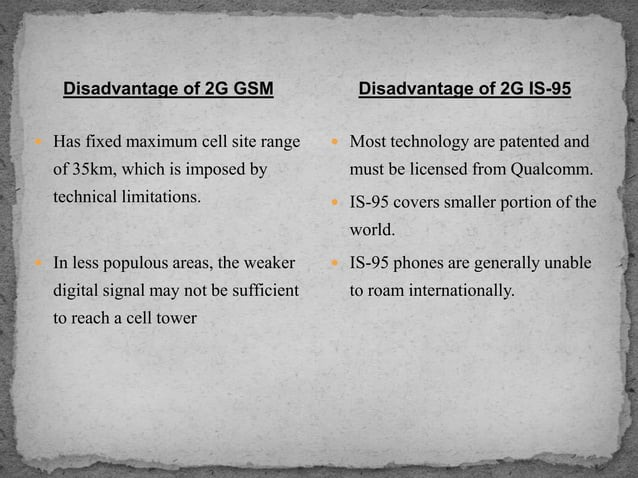 Disadvantage of 2G GSM
Has fixed maximum cell site range
of 35km, which is imposed by
technical limitations.
In less populous areas, the weaker
digital signal may not be sufficient
to reach a cell tower
Disadvantage of 2G IS-95
Most technology are patented and
must be licensed from Qualcomm.
IS-95 covers smaller portion of the
world.
IS-95 phones are generally unable
to roam internationally.